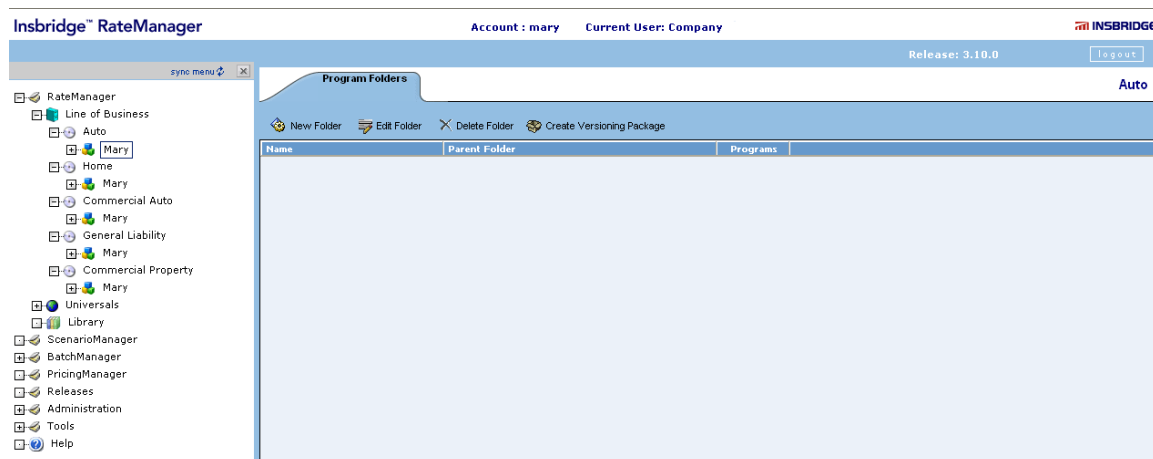 Insbridge™ RateManager
Account : mary Current User: Company
INSBRIDGE
Release: 3.10.0
logout
sync menu
Program Folders
Auto
New Folder Edit Folder Delete Folder Create Versioning Package
Name Parent Folder Programs
RateManager
Line of Business
Auto
Mary
Home
Mary
Commercial Auto
Mary
General Liability
Mary
Commercial Property
Mary
Universals
Library
ScenarioManager
BatchManager
PricingManager
Releases
Administration
Tools
Help